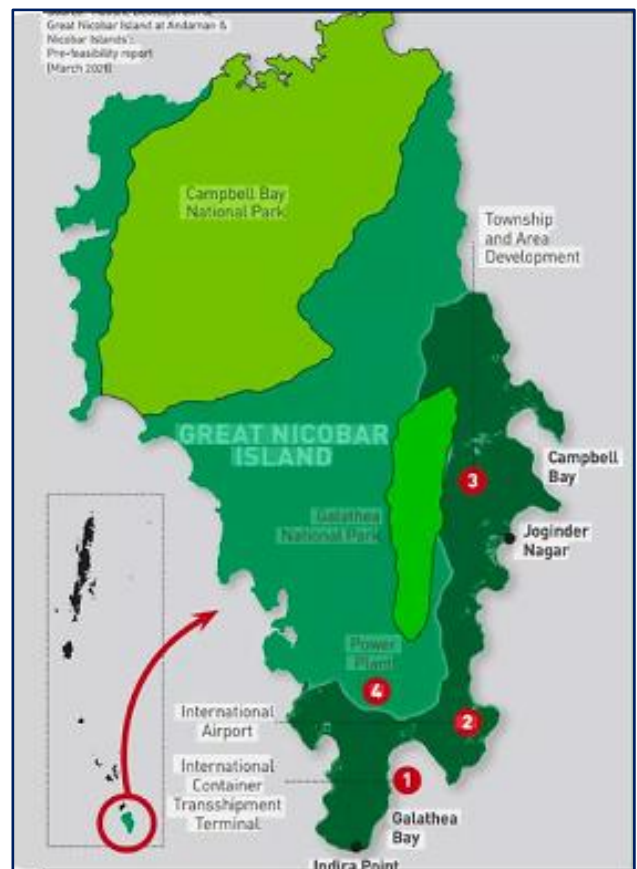 Great Nicobar Island at Andaman &
Nicobar Islands':
Pre-feasibility report
Campbell Bay
National Park
Township
and Area
Development
GREAT NICOBAR
ISLAND
3
Campbell
Bay
Galathea
National Park
Joginder
Nagar
Power
Plant
4
International
Airport
2
International
Container
Transshipment
Terminal
1
Galathea
Bay
Indira Point